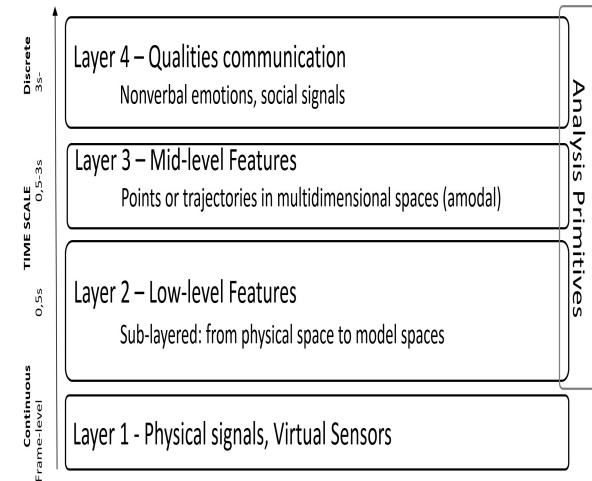 Layer 4 – Qualities communication
Nonverbal emotions, social signals
Layer 3 – Mid-level Features
Points or trajectories in multidimensional spaces (amodal)
Layer 2 – Low-level Features
Sub-layered: from physical space to model spaces
Layer 1 - Physical signals, Virtual Sensors
Discrete
3s-
TIME SCALE
0,5-3s
0,5s
Continuous
Frame-level
Analysis Primitives